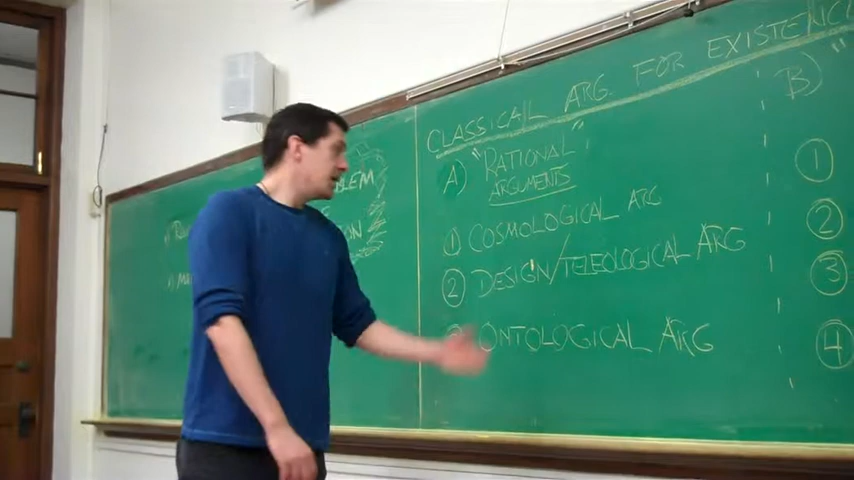 CLASSICAL ARG. FOR EXISTENCE
A) "RATIONAL"
ARGUMENTS
① COSMOLOGICAL ARG
② DESIGN/TELEOLOGICAL ARG
ONTOLOGICAL ARG
B) "
①
②
③
④